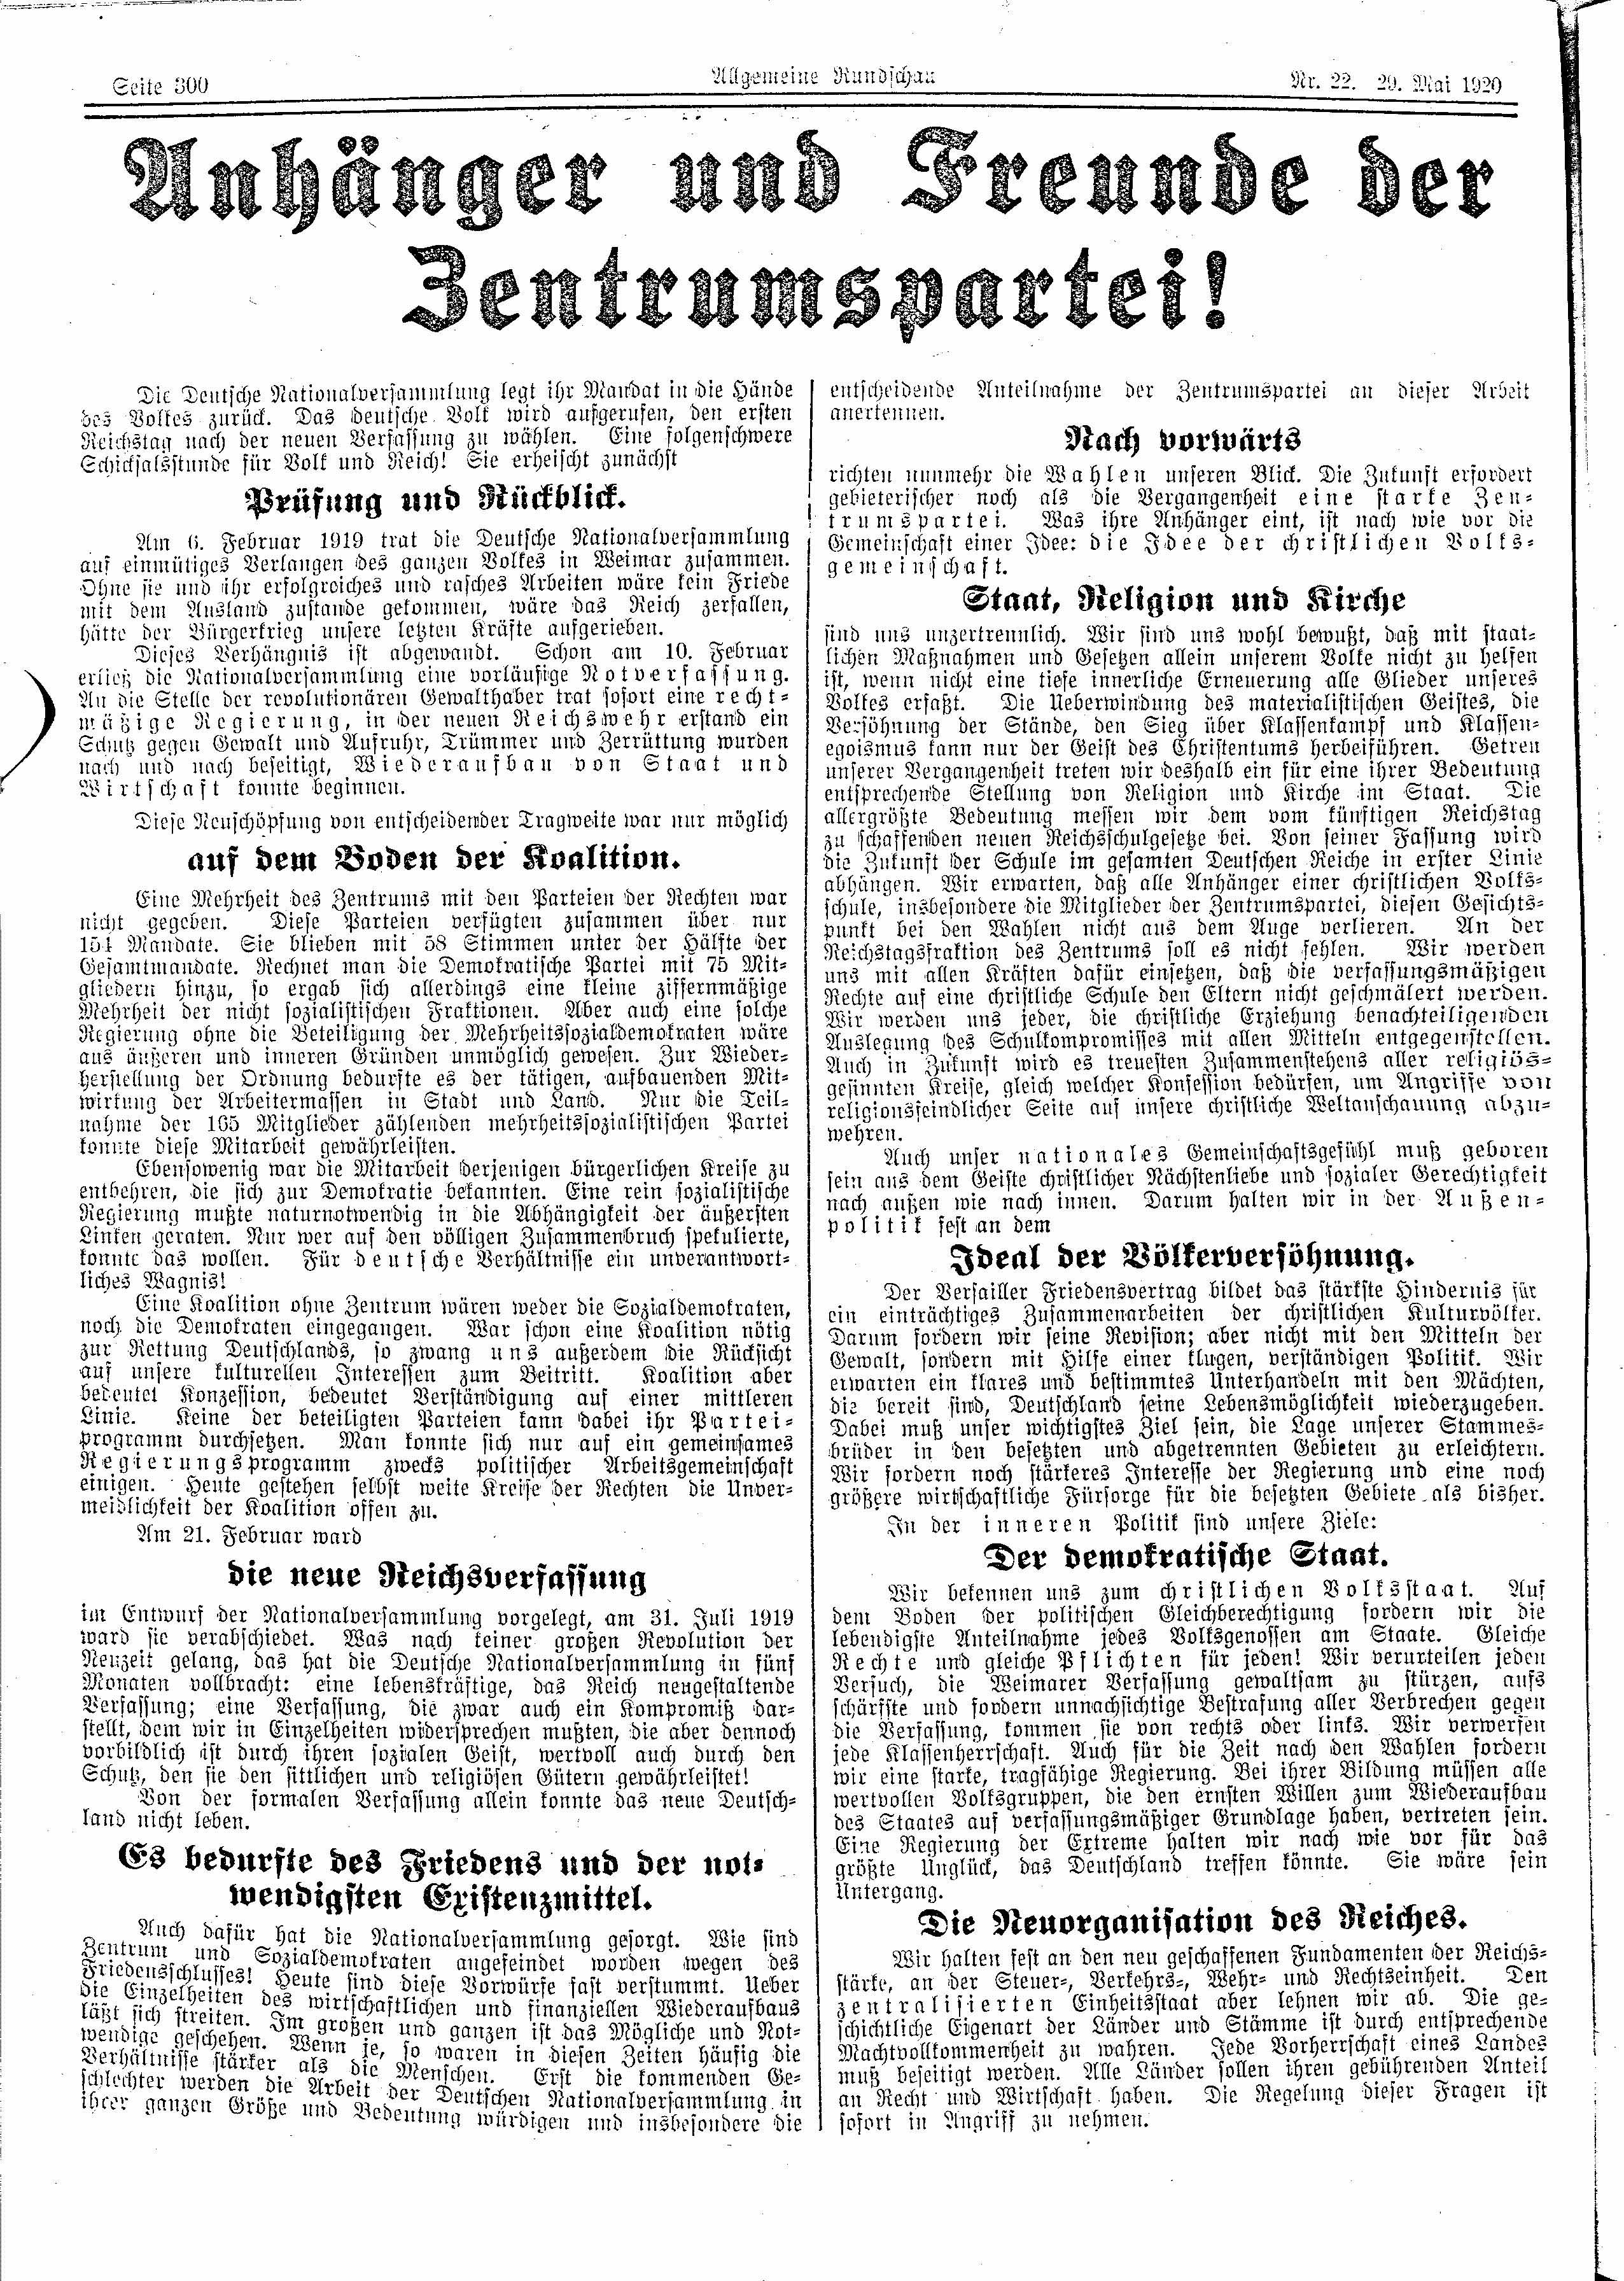 Seite 300
Allgemeine Rundschau
Nr. 22. 29. Mai 1920
Anhänger und Freunde der
Zentrumspartei!
Die Deutsche Nationalversammlung legt ihr Mandat in die Hände
des Volkes zurück. Das deutsche Volk wird aufgerufen, den ersten
Reichstag nach der neuen Verfassung zu wählen. Eine folgenschwere
Schicksalsstunde für Volk und Reich! Sie erheischt zunächst
Prüfung und Rückblick.
Am 6. Februar 1919 trat die Deutsche Nationalversammlung
auf einmütiges Verlangen des ganzen Volkes in Weimar zusammen.
Ohne sie und ihr erfolgreiches und rasches Arbeiten wäre kein Friede
mit dem Ausland zustande gekommen, wäre das Reich zerfallen,
hätte der Bürgerkrieg unsere letzten Kräfte aufgerieben.
Dieses Verhängnis ist abgewandt. Schon am 10. Februar
erließ die Nationalversammlung eine vorläufige Notverfassung.
An die Stelle der revolutionären Gewalthaber trat sofort eine recht-
mäßige Regierung, in der neuen Reichswehr erstand ein
Schutz gegen Gewalt und Aufruhr, Trümmer und Zerrüttung wurden
nach und nach beseitigt, Wiederaufbau von Staat und
Wirtschaft konnte beginnen.
Diese Neuschöpfung von entscheidender Tragweite war nur möglich
auf dem Boden der Koalition.
Eine Mehrheit des Zentrums mit den Parteien der Rechten war
nicht gegeben. Diese Parteien verfügten zusammen über nur
154 Mandate. Sie blieben mit 58 Stimmen unter der Hälfte der
Gesamtmandate. Rechnet man die Demokratische Partei mit 75 Mit-
gliedern hinzu, so ergab sich allerdings eine kleine ziffernmäßige
Mehrheit der nicht sozialistischen Fraktionen. Aber auch eine solche
Regierung ohne die Beteiligung der Mehrheitssozialdemokraten wäre
aus äußeren und inneren Gründen unmöglich gewesen. Zur Wieder-
herstellung der Ordnung bedurfte es der tätigen, aufbauenden Mit-
wirkung der Arbeitermassen in Stadt und Land. Nur die Teil-
nahme der 165 Mitglieder zählenden mehrheitssozialistischen Partei
konnte diese Mitarbeit gewährleisten.
Ebensowenig war die Mitarbeit derjenigen bürgerlichen Kreise zu
entbehren, die sich zur Demokratie bekannten. Eine rein sozialistische
Regierung mußte naturnotwendig in die Abhängigkeit der äußersten
Linken geraten. Nur wer auf den völligen Zusammenbruch spekulierte,
konnte das wollen. Für deutsche Verhältnisse ein unverantwort-
liches Wagnis!
Eine Koalition ohne Zentrum wären weder die Sozialdemokraten,
noch die Demokraten eingegangen. War schon eine Koalition nötig
zur Rettung Deutschlands, so zwang uns außerdem die Rücksicht
auf unsere kulturellen Interessen zum Beitritt. Koalition aber
bedeutet Konzession, bedeutet Verständigung auf einer mittleren
Linie. Keine der beteiligten Parteien kann dabei ihr Partei-
programm durchsetzen. Man konnte sich nur auf ein gemeinsames
Regierungsprogramm zwecks politischer Arbeitsgemeinschaft
einigen. Heute gestehen selbst weite Kreise der Rechten die Unver-
meidlichkeit der Koalition offen zu.
Am 21. Februar ward
die neue Reichsverfassung
im Entwurf der Nationalversammlung vorgelegt, am 31. Juli 1919
ward sie verabschiedet. Was nach keiner großen Revolution der
Neuzeit gelang, das hat die Deutsche Nationalversammlung in fünf
Monaten vollbracht: eine lebenskräftige, das Reich neugestaltende
Verfassung; eine Verfassung, die zwar auch ein Kompromiß dar-
stellt, dem wir in Einzelheiten widersprechen mußten, die aber dennoch
vorbildlich ist durch ihren sozialen Geist, wertvoll auch durch den
Schutz, den sie den sittlichen und religiösen Gütern gewährleistet!
Von der formalen Verfassung allein konnte das neue Deutsch-
land nicht leben.
Es bedurfte des Friedens und der not-
wendigsten Existenzmittel.
Auch dafür hat die Nationalversammlung gesorgt. Wie sind
Zentrum und Sozialdemokraten angefeindet worden wegen des
Friedensschlusses! Heute sind diese Vorwürfe fast verstummt. Ueber
die Einzelheiten des wirtschaftlichen und finanziellen Wiederaufbaus
läßt sich streiten. Im großen und ganzen ist das Mögliche und Not-
wendige geschehen. Wenn je, so waren in diesen Zeiten häufig die
Verhältnisse stärker als die Menschen. Erst die kommenden Ge-
schlechter werden die Arbeit der Deutschen Nationalversammlung in
ihrer ganzen Größe und Bedeutung würdigen und insbesondere die
entscheidende Anteilnahme der Zentrumspartei an dieser Arbeit
anerkennen.
Nach vorwärts
richten nunmehr die Wahlen unseren Blick. Die Zukunft erfordert
gebieterischer noch als die Vergangenheit eine starke Zen-
trumspartei. Was ihre Anhänger eint, ist nach wie vor die
Gemeinschaft einer Idee: die Idee der christlichen Volks-
gemeinschaft.
Staat, Religion und Kirche
sind uns unzertrennlich. Wir sind uns wohl bewußt, daß mit staat-
lichen Maßnahmen und Gesetzen allein unserem Volke nicht zu helfen
ist, wenn nicht eine tiefe innerliche Erneuerung alle Glieder unseres
Volkes erfaßt. Die Ueberwindung des materialistischen Geistes, die
Versöhnung der Stände, den Sieg über Klassenkampf und Klassen-
egoismus kann nur der Geist des Christentums herbeiführen. Getreu
unserer Vergangenheit treten wir deshalb ein für eine ihrer Bedeutung
entsprechende Stellung von Religion und Kirche im Staat. Die
allergrößte Bedeutung messen wir dem vom künftigen Reichstag
zu schaffenden neuen Reichsschulgesetze bei. Von seiner Fassung wird
die Zukunft der Schule im gesamten Deutschen Reiche in erster Linie
abhängen. Wir erwarten, daß alle Anhänger einer christlichen Volks-
schule, insbesondere die Mitglieder der Zentrumspartei, diesen Gesichts-
punkt bei den Wahlen nicht aus dem Auge verlieren. An der
Reichstagsfraktion des Zentrums soll es nicht fehlen. Wir werden
uns mit allen Kräften dafür einsetzen, daß die verfassungsmäßigen
Rechte auf eine christliche Schule den Eltern nicht geschmälert werden.
Wir werden uns jeder, die christliche Erziehung benachteiligenden
Auslegung des Schulkompromisses mit allen Mitteln entgegenstellen.
Auch in Zukunft wird es treuesten Zusammenstehens aller religiös-
gesinnten Kreise, gleich welcher Konfession bedürfen, um Angriffe von
religionsfeindlicher Seite auf unsere christliche Weltanschauung abzu-
wehren.
Auch unser nationales Gemeinschaftsgefühl muß geboren
sein aus dem Geiste christlicher Nächstenliebe und sozialer Gerechtigkeit
nach außen wie nach innen. Darum halten wir in der Außen-
politik fest an dem
Ideal der Völkerversöhnung.
Der Versailler Friedensvertrag bildet das stärkste Hindernis für
ein einträchtiges Zusammenarbeiten der christlichen Kulturvölker.
Darum fordern wir seine Revision; aber nicht mit den Mitteln der
Gewalt, sondern mit Hilfe einer klugen, verständigen Politik. Wir
erwarten ein klares und bestimmtes Unterhandeln mit den Mächten,
die bereit sind, Deutschland seine Lebensmöglichkeit wiederzugeben.
Dabei muß unser wichtigstes Ziel sein, die Lage unserer Stammes-
brüder in den besetzten und abgetrennten Gebieten zu erleichtern.
Wir fordern noch stärkeres Interesse der Regierung und eine noch
größere wirtschaftliche Fürsorge für die besetzten Gebiete als bisher.
In der inneren Politik sind unsere Ziele:
Der demokratische Staat.
Wir bekennen uns zum christlichen Volksstaat. Auf
dem Boden der politischen Gleichberechtigung fordern wir die
lebendigste Anteilnahme jedes Volksgenossen am Staate. Gleiche
Rechte und gleiche Pflichten für jeden! Wir verurteilen jeden
Versuch, die Weimarer Verfassung gewaltsam zu stürzen, aufs
schärfste und fordern unnachsichtige Bestrafung aller Verbrechen gegen
die Verfassung, kommen sie von rechts oder links. Wir verwerfen
jede Klassenherrschaft. Auch für die Zeit nach den Wahlen fordern
wir eine starke, tragfähige Regierung. Bei ihrer Bildung müssen alle
wertvollen Volksgruppen, die den ernsten Willen zum Wiederaufbau
des Staates auf verfassungsmäßiger Grundlage haben, vertreten sein.
Eine Regierung der Extreme halten wir nach wie vor für das
größte Unglück, das Deutschland treffen könnte. Sie wäre sein
Untergang.
Die Neuorganisation des Reiches.
Wir halten fest an den neu geschaffenen Fundamenten der Reichs-
stärke, an der Steuer-, Verkehrs-, Wehr- und Rechtseinheit. Den
zentralisierten Einheitsstaat aber lehnen wir ab. Die ge-
schichtliche Eigenart der Länder und Stämme ist durch entsprechende
Machtvollkommenheit zu wahren. Jede Vorherrschaft eines Landes
muß beseitigt werden. Alle Länder sollen ihren gebührenden Anteil
an Recht und Wirtschaft haben. Die Regelung dieser Fragen ist
sofort in Angriff zu nehmen.